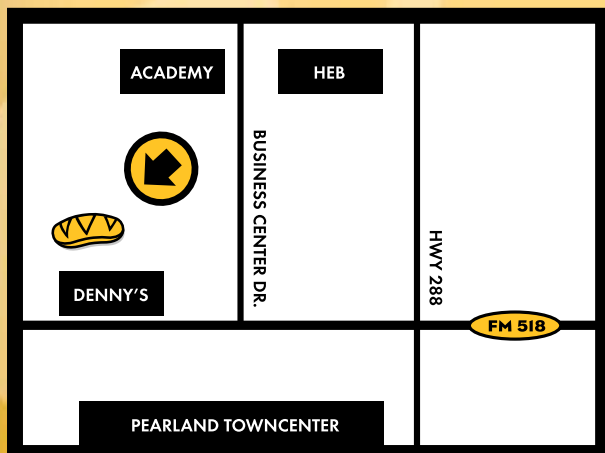 ACADEMY
HEB
BUSINESS CENTER DR.
HWY 288
DENNY'S
FM 518
PEARLAND TOWNCENTER